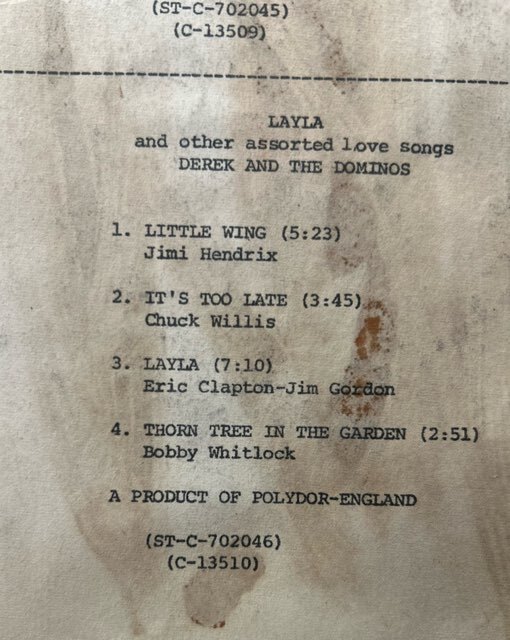 (ST-C-702045)
(C-13509)
LAYLA
and other assorted love songs
DEREK AND THE DOMINOS
1. LITTLE WING (5:23)
Jimi Hendrix
2. IT'S TOO LATE (3:45)
Chuck Willis
3. LAYLA (7:10)
Eric Clapton-Jim Gordon
4. THORN TREE IN THE GARDEN (2:51)
Bobby Whitlock
A PRODUCT OF POLYDOR-ENGLAND
(ST-C-702046)
(C-13510)